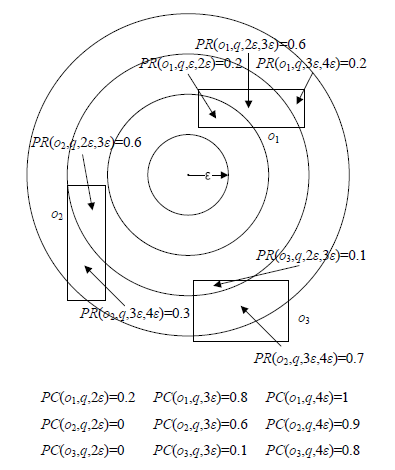 PR(o1,q,2ε,3ε)=0.6
PR(o1,q,ε,2ε)=0.2 PR(o1,q,3ε,4ε)=0.2
o1
PR(o2,q,2ε,3ε)=0.6
ε
o2
PR(o3,q,2ε,3ε)=0.1
PR(o2,q,3ε,4ε)=0.3
o3
PR(o2,q,3ε,4ε)=0.7
PC(o1,q,2ε)=0.2 PC(o1,q,3ε)=0.8 PC(o1,q,4ε)=1
PC(o2,q,2ε)=0 PC(o2,q,3ε)=0.6 PC(o2,q,4ε)=0.9
PC(o3,q,2ε)=0 PC(o3,q,3ε)=0.1 PC(o3,q,4ε)=0.8